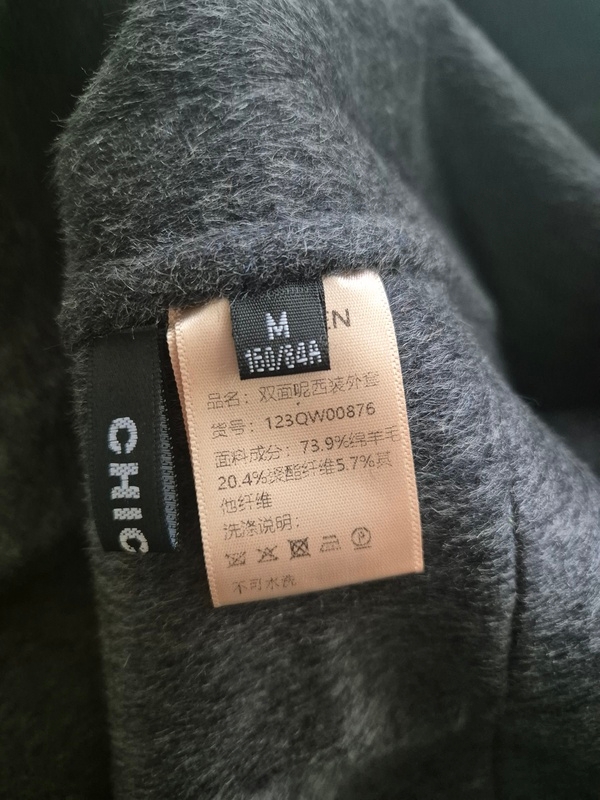 EN
M
160/84A
品名：双面呢西装外套
货号：123QW00876
面料成分：73.9%绵羊毛
20.4%聚酯纤维5.7%其
他纤维
洗涤说明：
不可水洗
CHIC